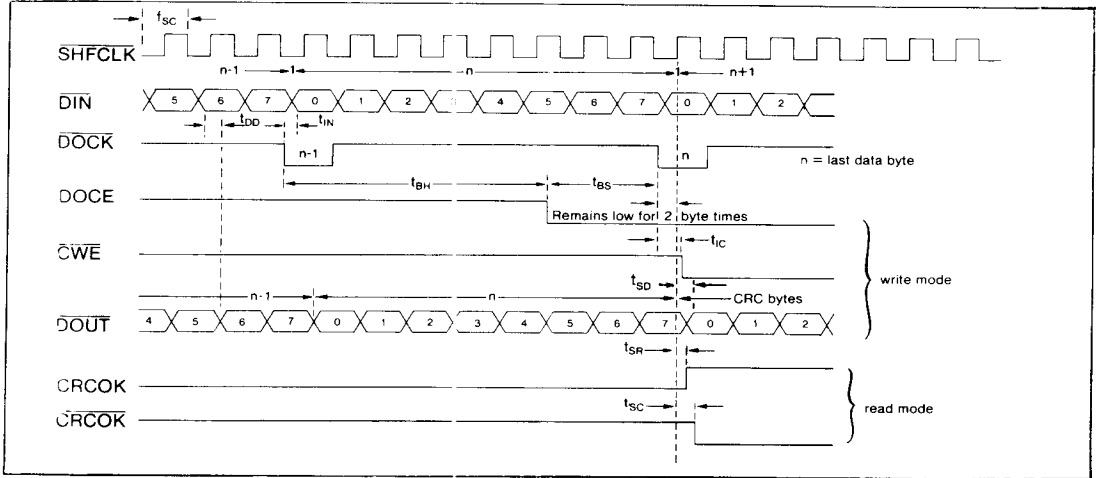 fSC
SHFCLK
n-1 1 n 1 n+1
DIN 5 6 7 0 1 2 3 4 5 6 7 0 1 2
tDD tIN
DOCK n-1 n n = last data byte
tBH tBS
DOCE Remains low for 2 byte times
tIC
CWE
tSD write mode
n-1 n CRC bytes
DOUT 4 5 6 7 0 1 2 3 4 5 6 7 0 1 2
tSR
CRCOK
tSC read mode
CRCOK